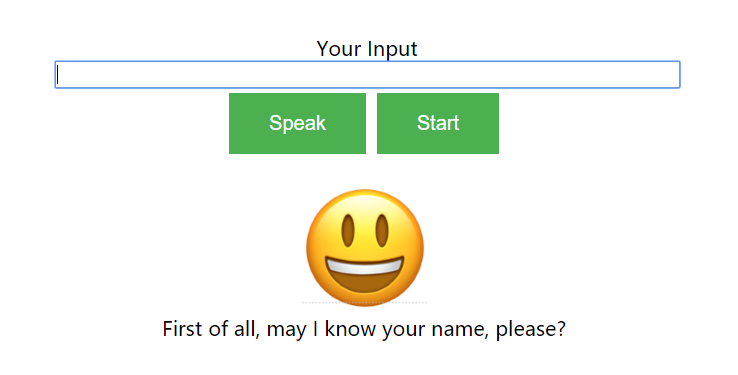 Your Input
Speak Start
First of all, may I know your name, please?